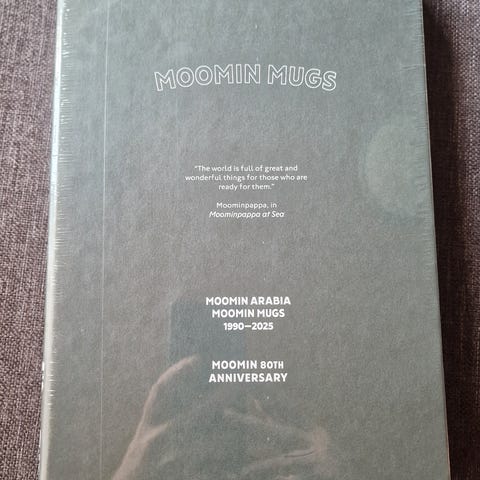 MOOMIN MUGS
"The world is full of great and
wonderful things for those who are
ready for them."
Moominpappa, in
Moominpappa at Sea
MOOMIN ARABIA
MOOMIN MUGS
1990–2025
MOOMIN 80TH
ANNIVERSARY